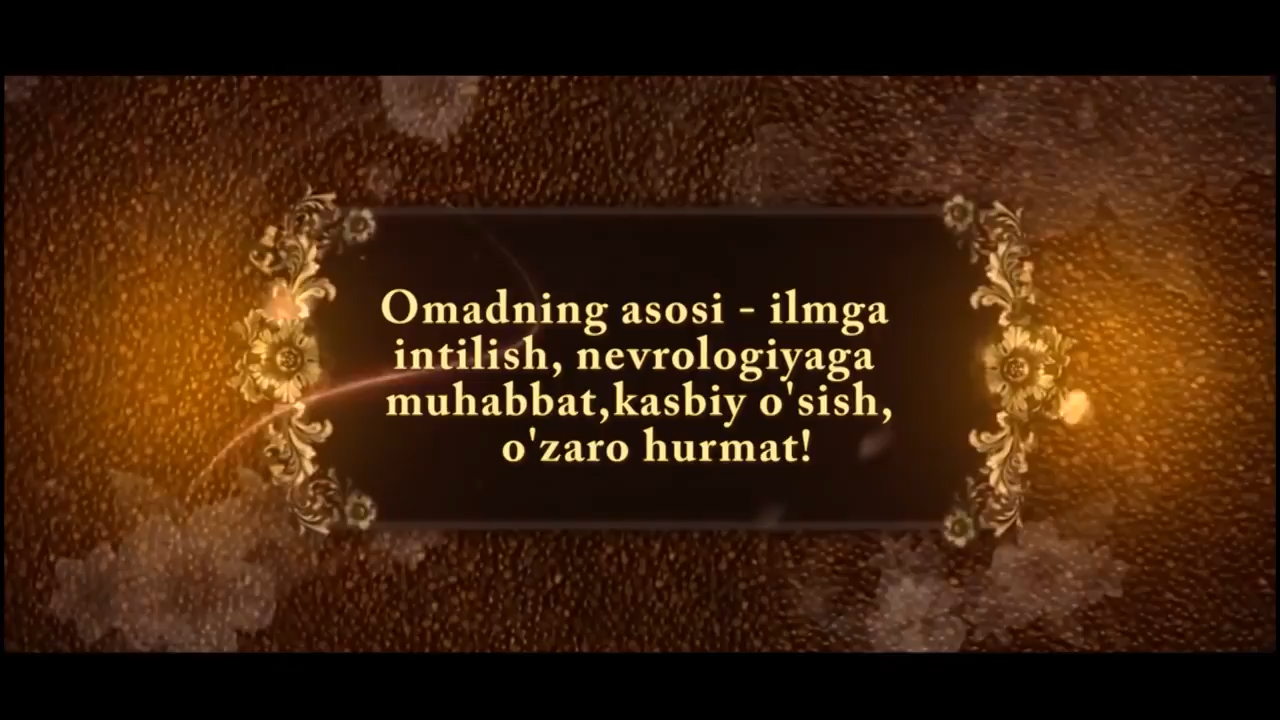 Omadning asosi - ilmga
intilish, nevrologiyaga
muhabbat,kasbiy o'sish,
o'zaro hurmat!